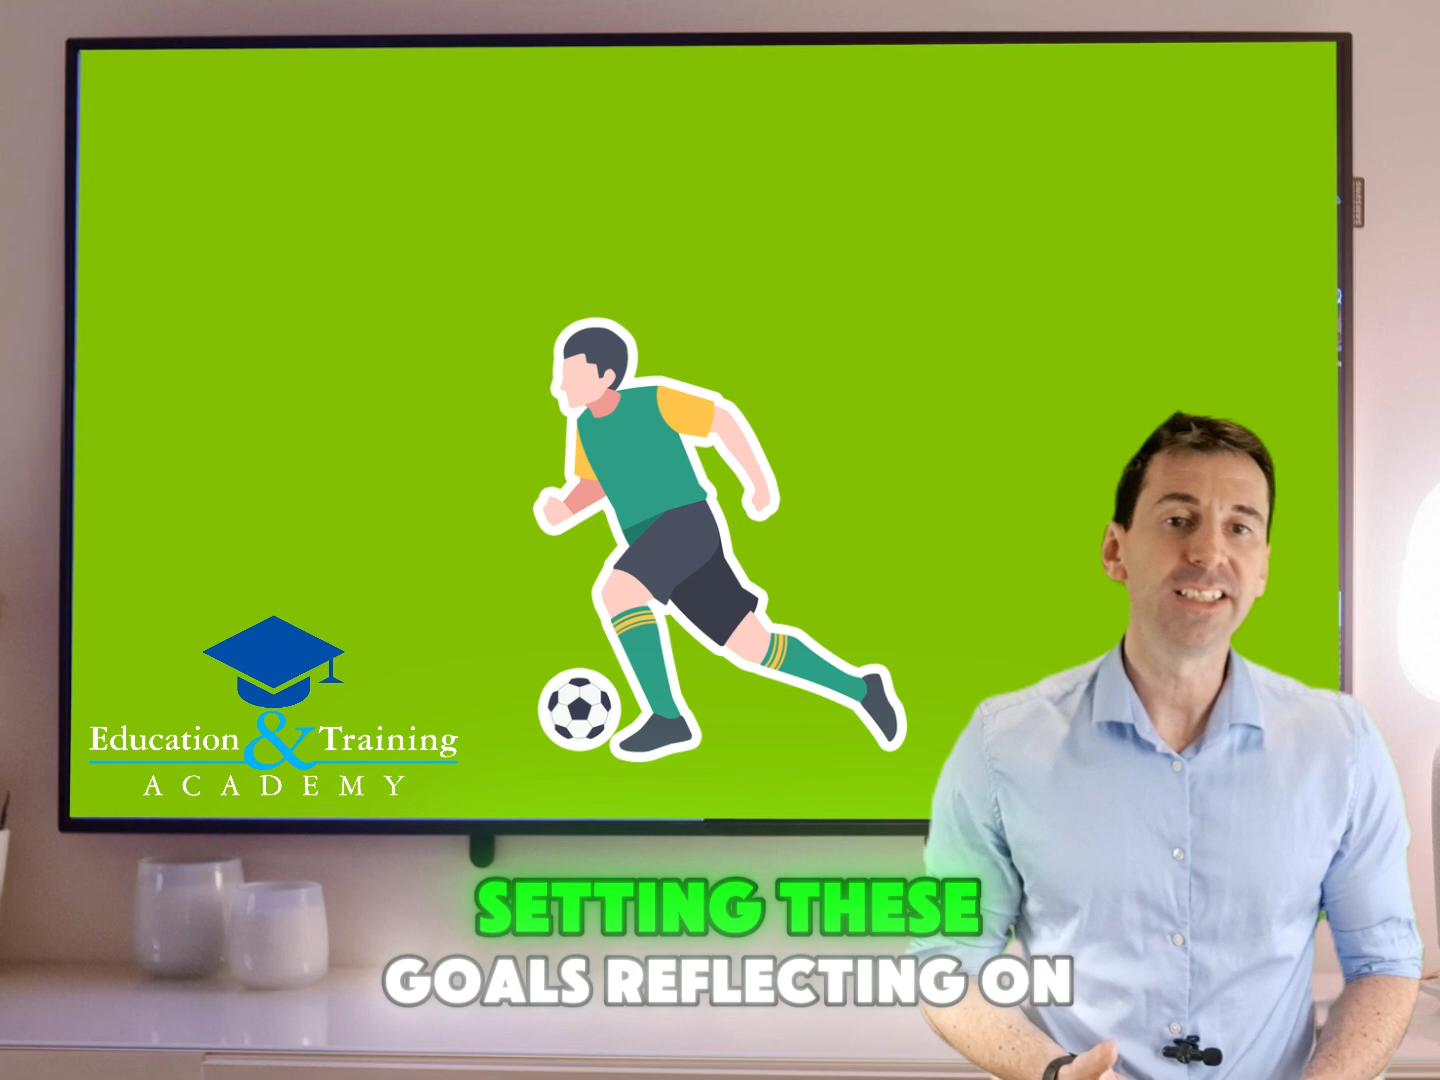 Education & Training
ACADEMY
SETTING THESE
GOALS REFLECTING ON